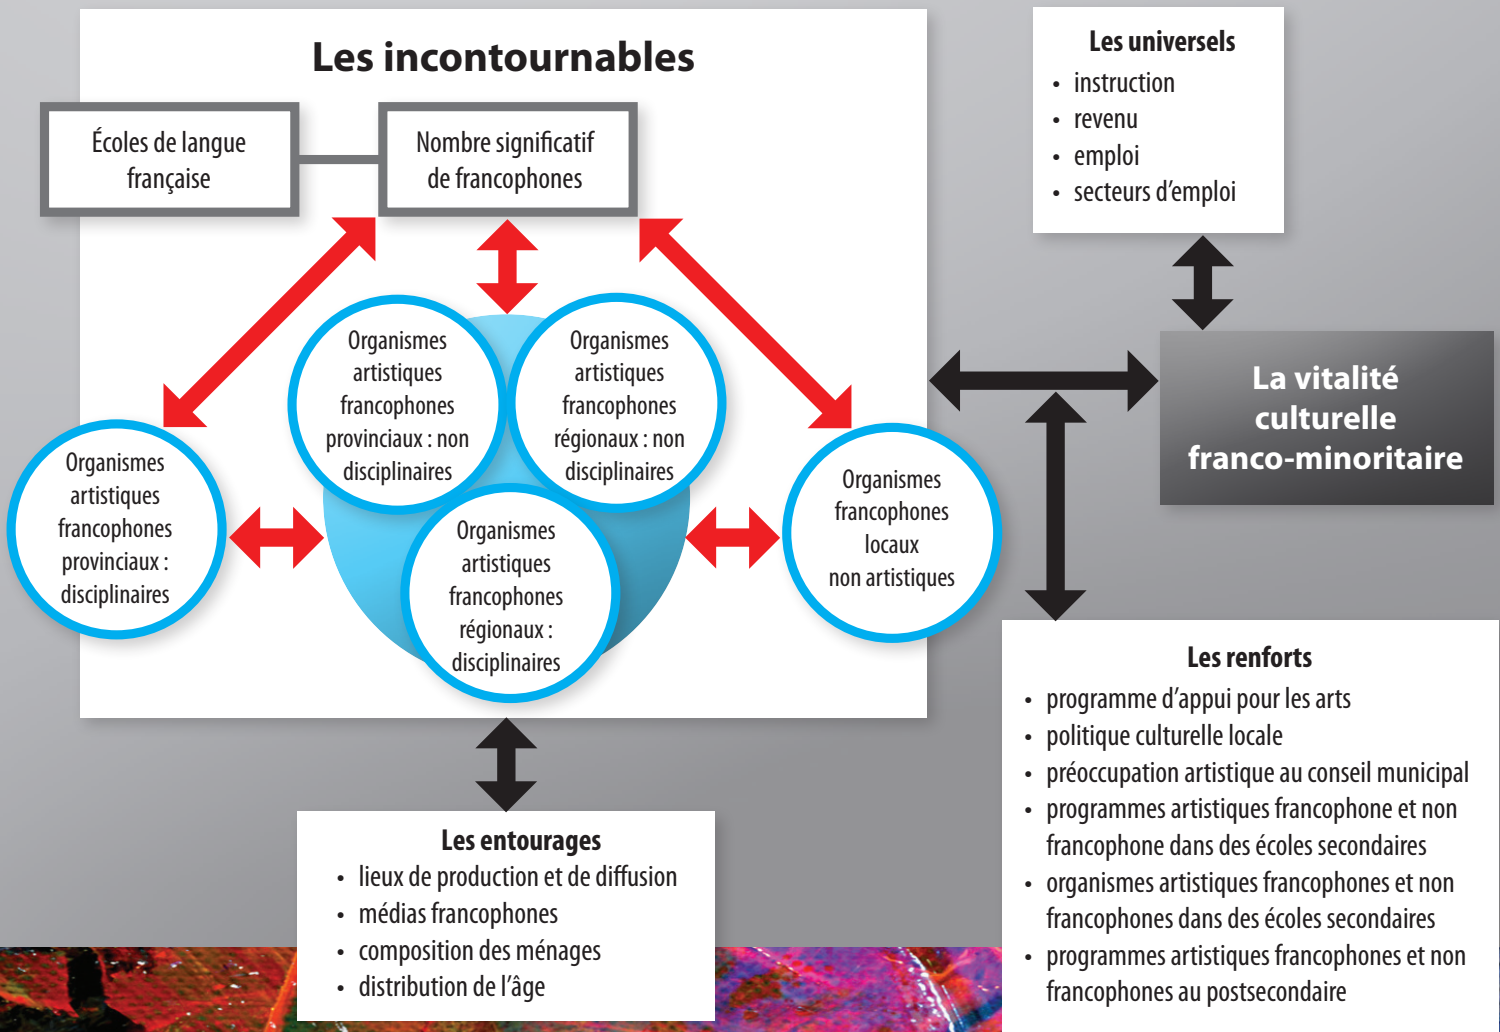 Les incontournables
Écoles de langue
française
Nombre significatif
de francophones
Organismes
artistiques
francophones
provinciaux :
disciplinaires
Organismes
artistiques
francophones
provinciaux : non
disciplinaires
Organismes
artistiques
francophones
régionaux : non
disciplinaires
Organismes
artistiques
francophones
régionaux :
disciplinaires
Organismes
francophones
locaux
non artistiques
Les universels
• instruction
• revenu
• emploi
• secteurs d’emploi
La vitalité
culturelle
franco-minoritaire
Les entourages
• lieux de production et de diffusion
• médias francophones
• composition des ménages
• distribution de l’âge
Les renforts
• programme d’appui pour les arts
• politique culturelle locale
• préoccupation artistique au conseil municipal
• programmes artistiques francophone et non
francophone dans des écoles secondaires
• organismes artistiques francophones et non
francophones dans des écoles secondaires
• programmes artistiques francophones et non
francophones au postsecondaire